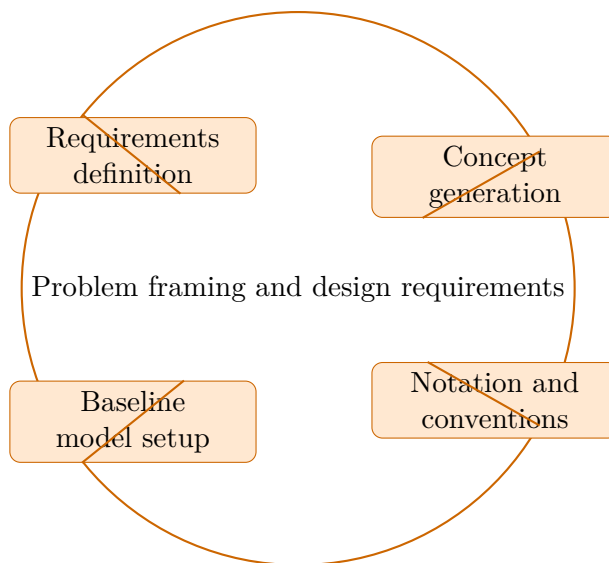 Requirements
definition
Concept
generation
Problem framing and design requirements
Baseline
model setup
Notation and
conventions